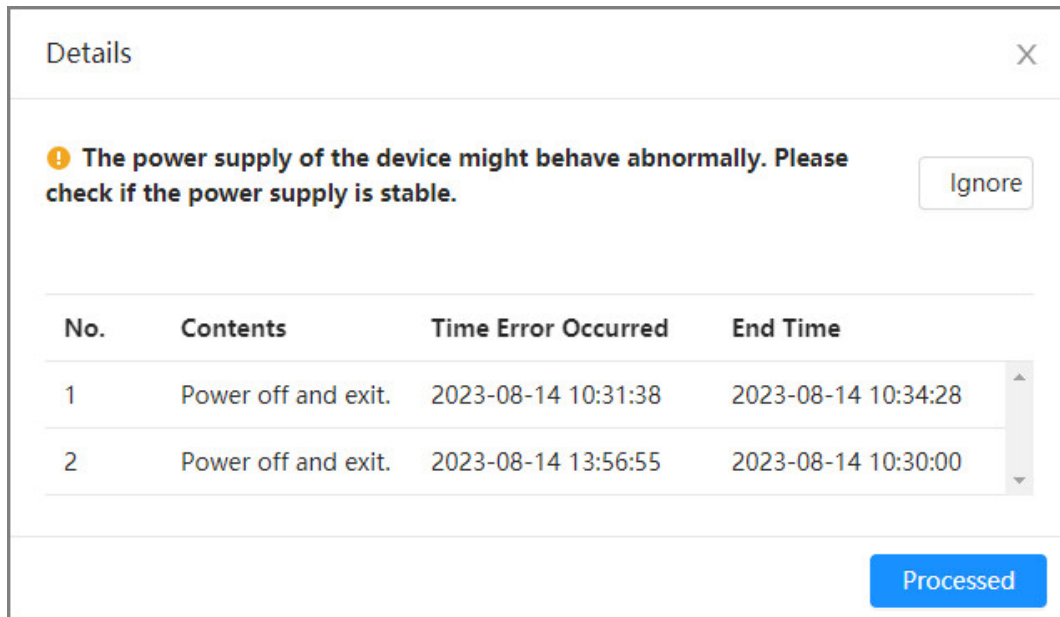 Details
The power supply of the device might behave abnormally. Please
check if the power supply is stable.
Ignore
No. Contents Time Error Occurred End Time
1 Power off and exit. 2023-08-14 10:31:38 2023-08-14 10:34:28
2 Power off and exit. 2023-08-14 13:56:55 2023-08-14 10:30:00
Processed